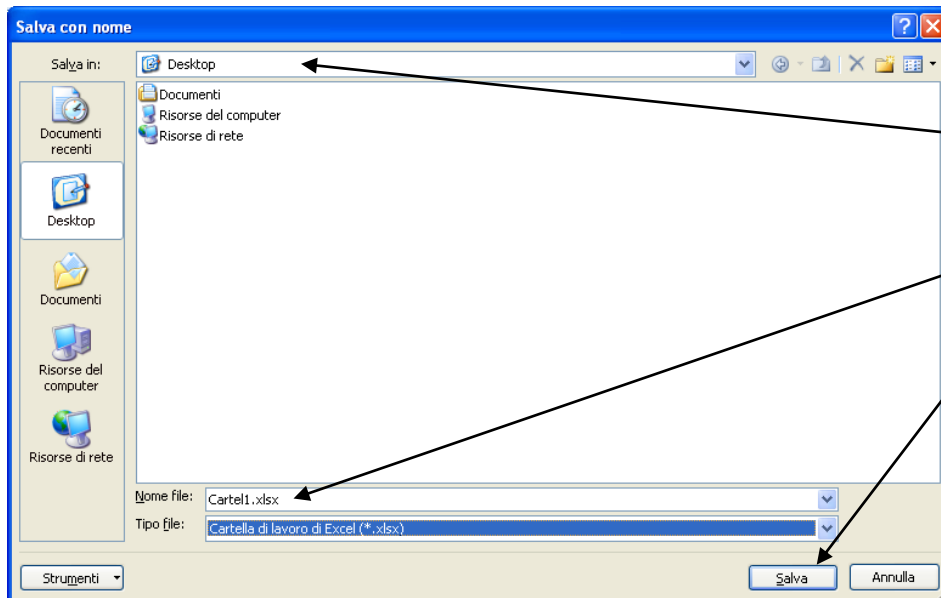 Salva con nome
Salva in:
Desktop
Documenti
recenti
Desktop
Documenti
Risorse del
computer
Risorse di rete
Documenti
Risorse del computer
Risorse di rete
Nome file:
Cartel1.xlsx
Tipo file:
Cartella di lavoro di Excel (*.xlsx)
Strumenti
Salva
Annulla